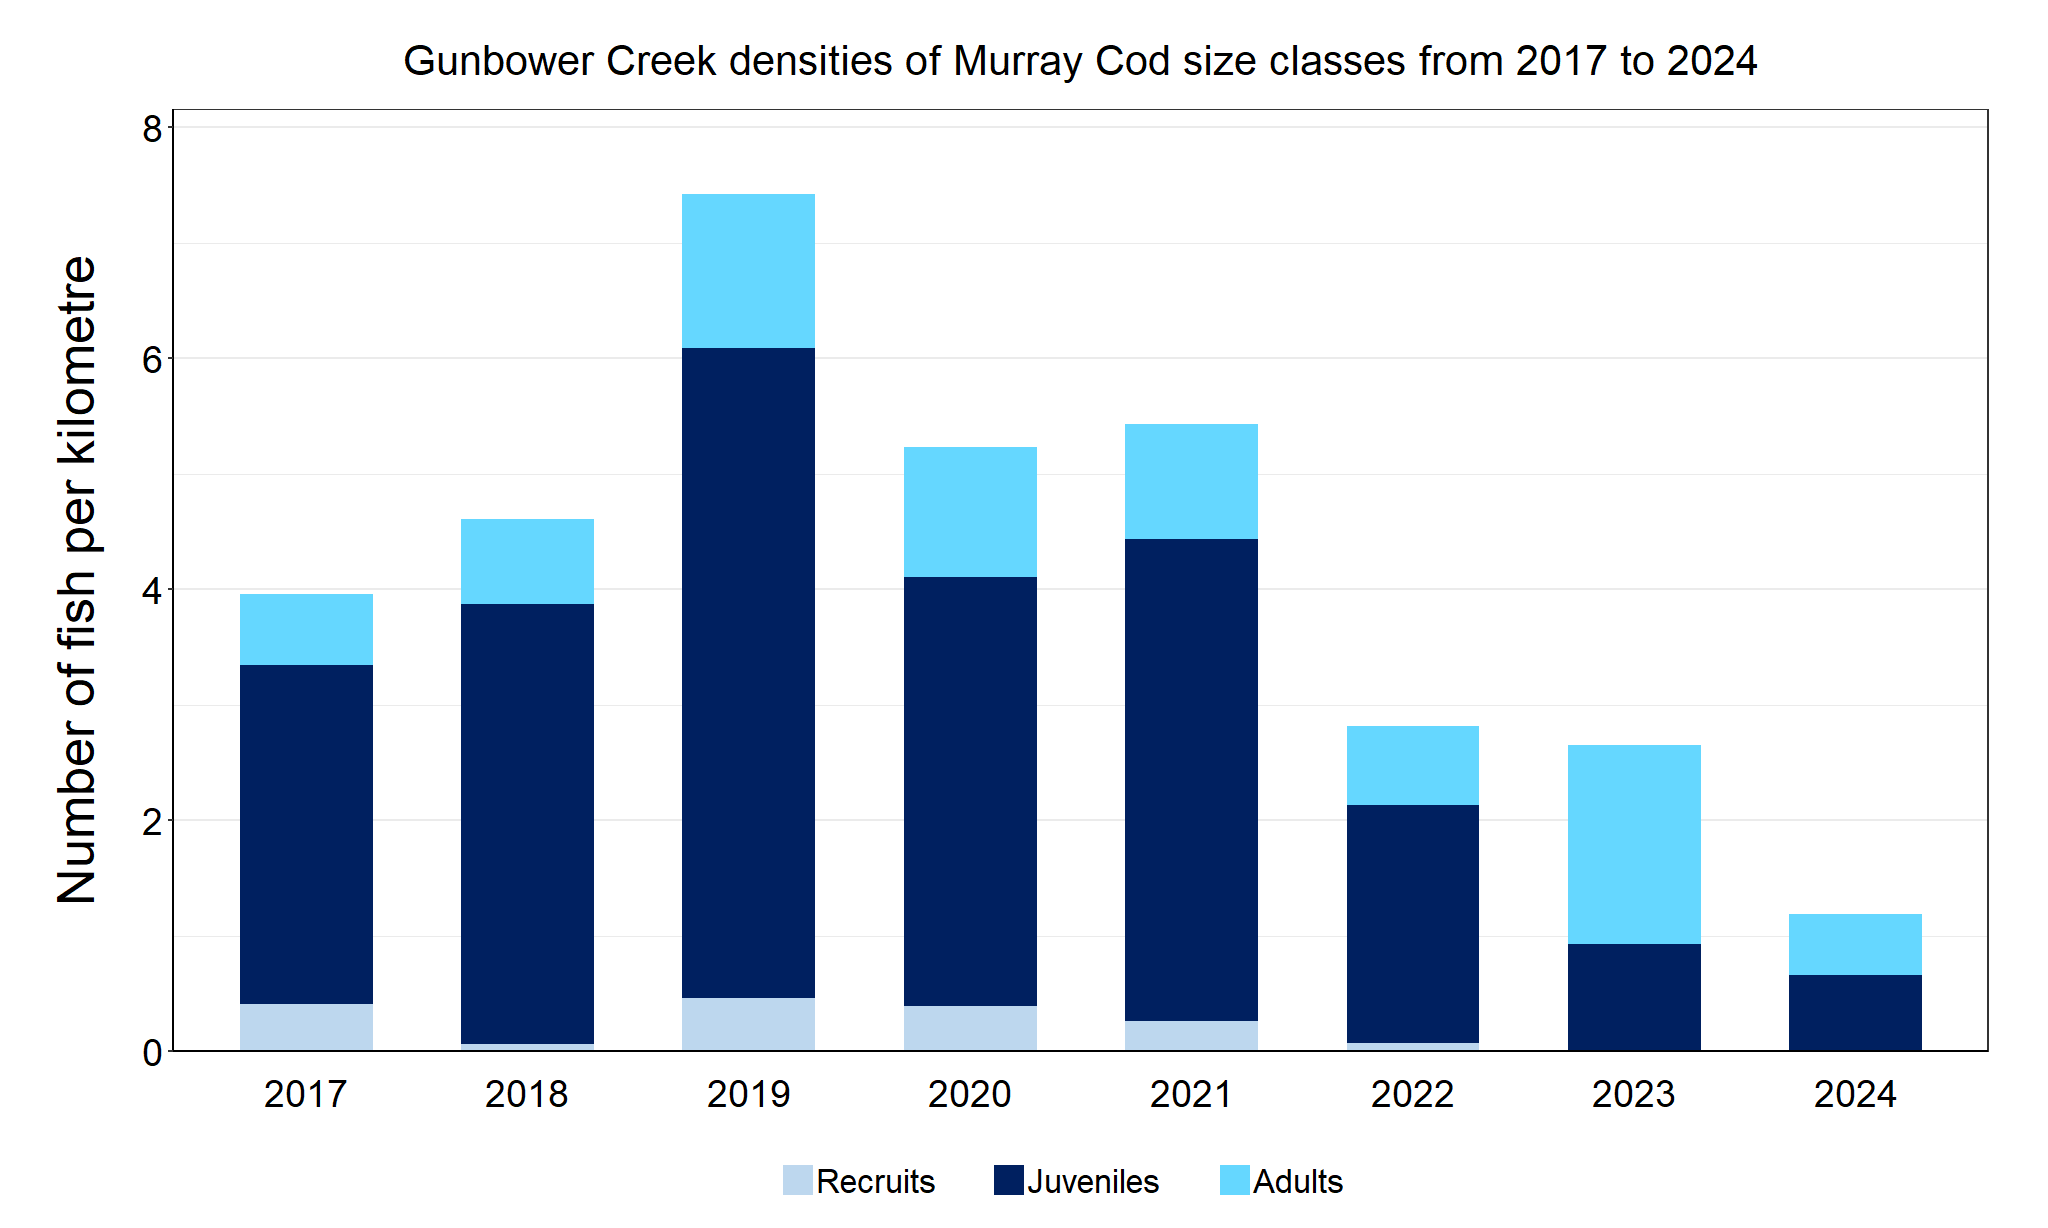 Gunbower Creek densities of Murray Cod size classes from 2017 to 2024
Number of fish per kilometre
8
6
4
2
0
2017 2018 2019 2020 2021 2022 2023 2024
Recruits Juveniles Adults